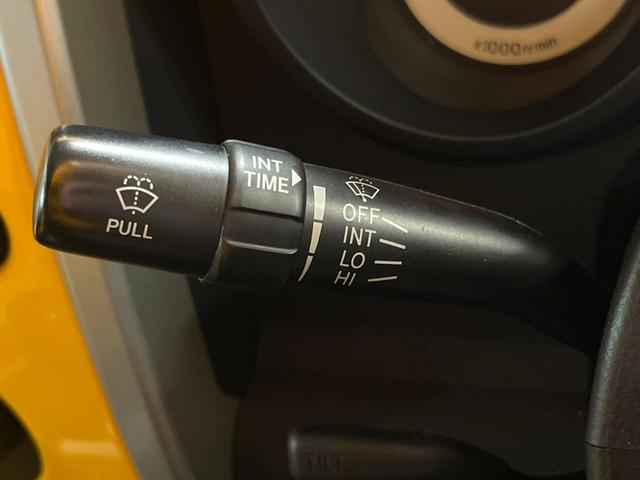 x1000r/min
INT
TIME
PULL
OFF
INT
LO
HI
TILT